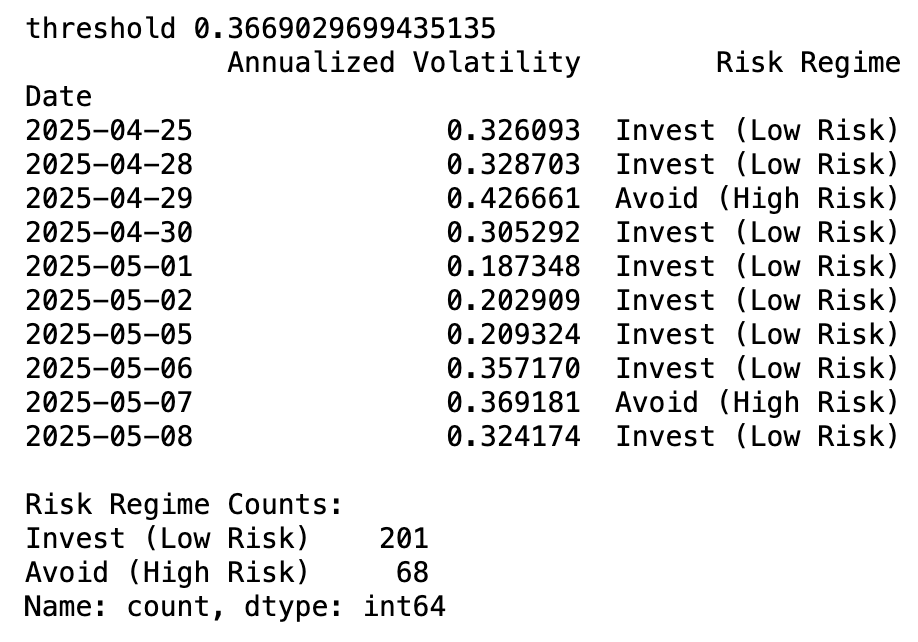 threshold 0.3669029699435135
Annualized Volatility Risk Regime
Date
2025-04-25 0.326093 Invest (Low Risk)
2025-04-28 0.328703 Invest (Low Risk)
2025-04-29 0.426661 Avoid (High Risk)
2025-04-30 0.305292 Invest (Low Risk)
2025-05-01 0.187348 Invest (Low Risk)
2025-05-02 0.202909 Invest (Low Risk)
2025-05-05 0.209324 Invest (Low Risk)
2025-05-06 0.357170 Invest (Low Risk)
2025-05-07 0.369181 Avoid (High Risk)
2025-05-08 0.324174 Invest (Low Risk)
Risk Regime Counts:
Invest (Low Risk) 201
Avoid (High Risk) 68
Name: count, dtype: int64